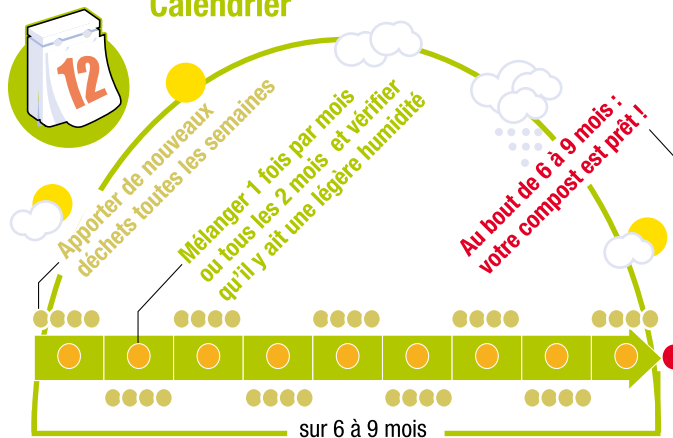 Calendrier
12
Apporter de nouveaux
déchets toutes les semaines
Mélanger 1 fois par mois
ou tous les 2 mois et vérifier
qu'il y ait une légère humidité
Au bout de 6 à 9 mois :
votre compost est prêt !
sur 6 à 9 mois